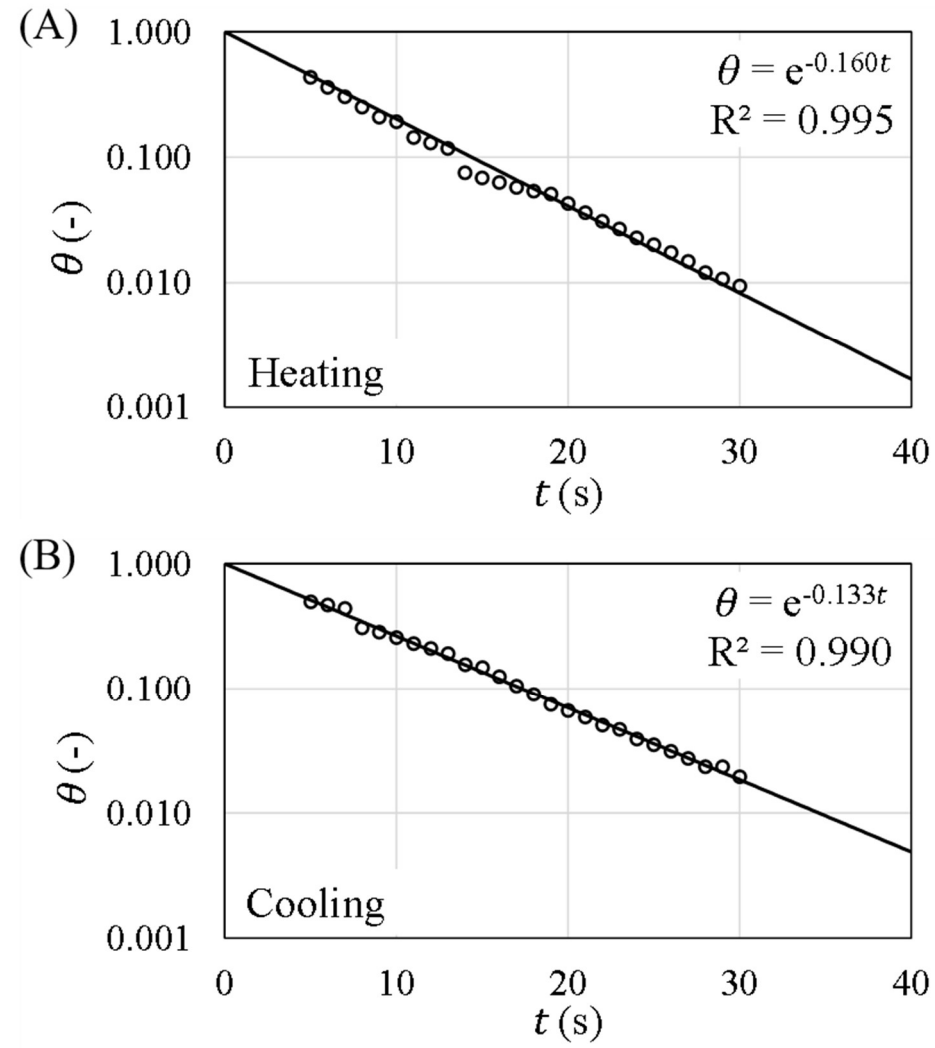 (A)
1.000
0.100
0.010
0.001
θ (-)
θ = e-0.160t
R² = 0.995
Heating
0 10 20 30 40
t (s)
(B)
1.000
0.100
0.010
0.001
θ (-)
θ = e-0.133t
R² = 0.990
Cooling
0 10 20 30 40
t (s)